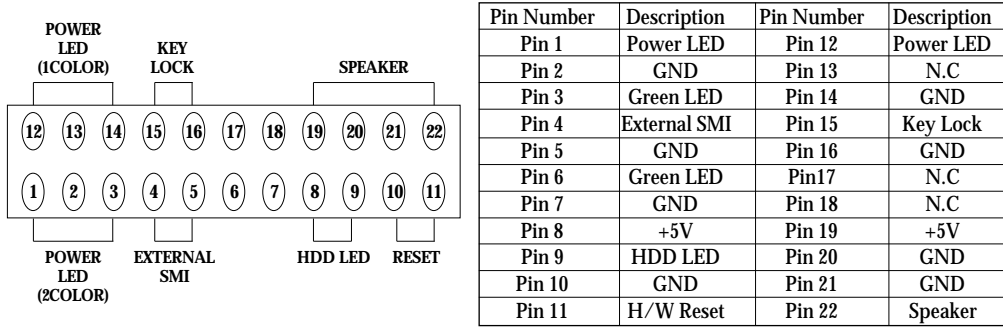 POWER
LED
(1COLOR)
KEY
LOCK
SPEAKER
12 13 14 15 16 17 18 19 20 21 22
1 2 3 4 5 6 7 8 9 10 11
POWER
LED
(2COLOR)
EXTERNAL
SMI
HDD LED
RESET
Pin Number Description Pin Number Description
Pin 1 Power LED Pin 12 Power LED
Pin 2 GND Pin 13 N.C
Pin 3 Green LED Pin 14 GND
Pin 4 External SMI Pin 15 Key Lock
Pin 5 GND Pin 16 GND
Pin 6 Green LED Pin17 N.C
Pin 7 GND Pin 18 N.C
Pin 8 +5V Pin 19 +5V
Pin 9 HDD LED Pin 20 GND
Pin 10 GND Pin 21 GND
Pin 11 H/W Reset Pin 22 Speaker